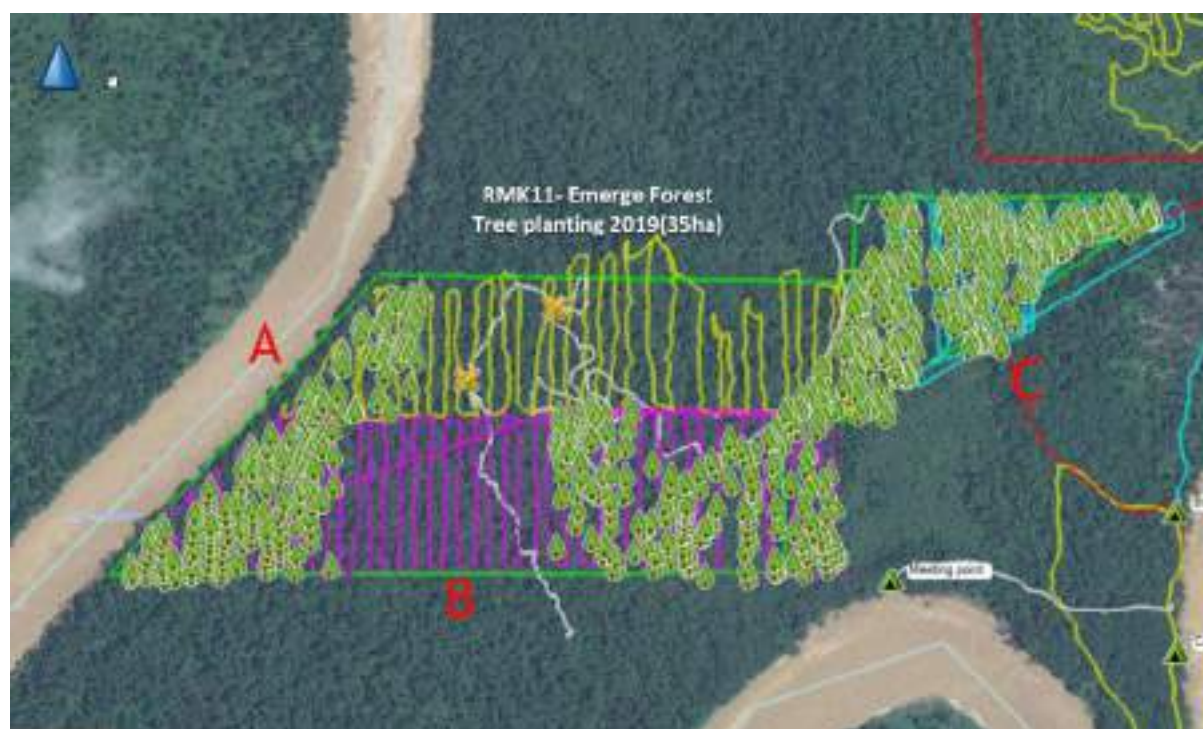 RMK11- Emerge Forest
Tree planting 2019(35ha)
A
C
B
Meeting point